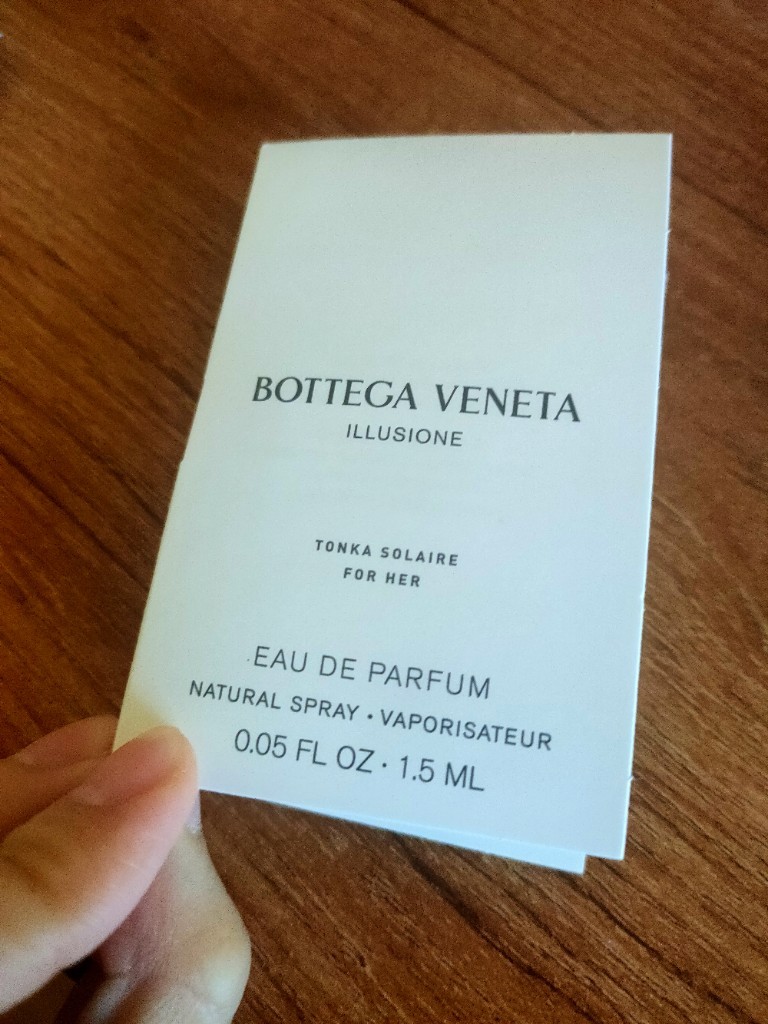 BOTTEGA VENETA
ILLUSIONE
TONKA SOLAIRE
FOR HER
EAU DE PARFUM
NATURAL SPRAY • VAPORISATEUR
0.05 FL OZ • 1.5 ML